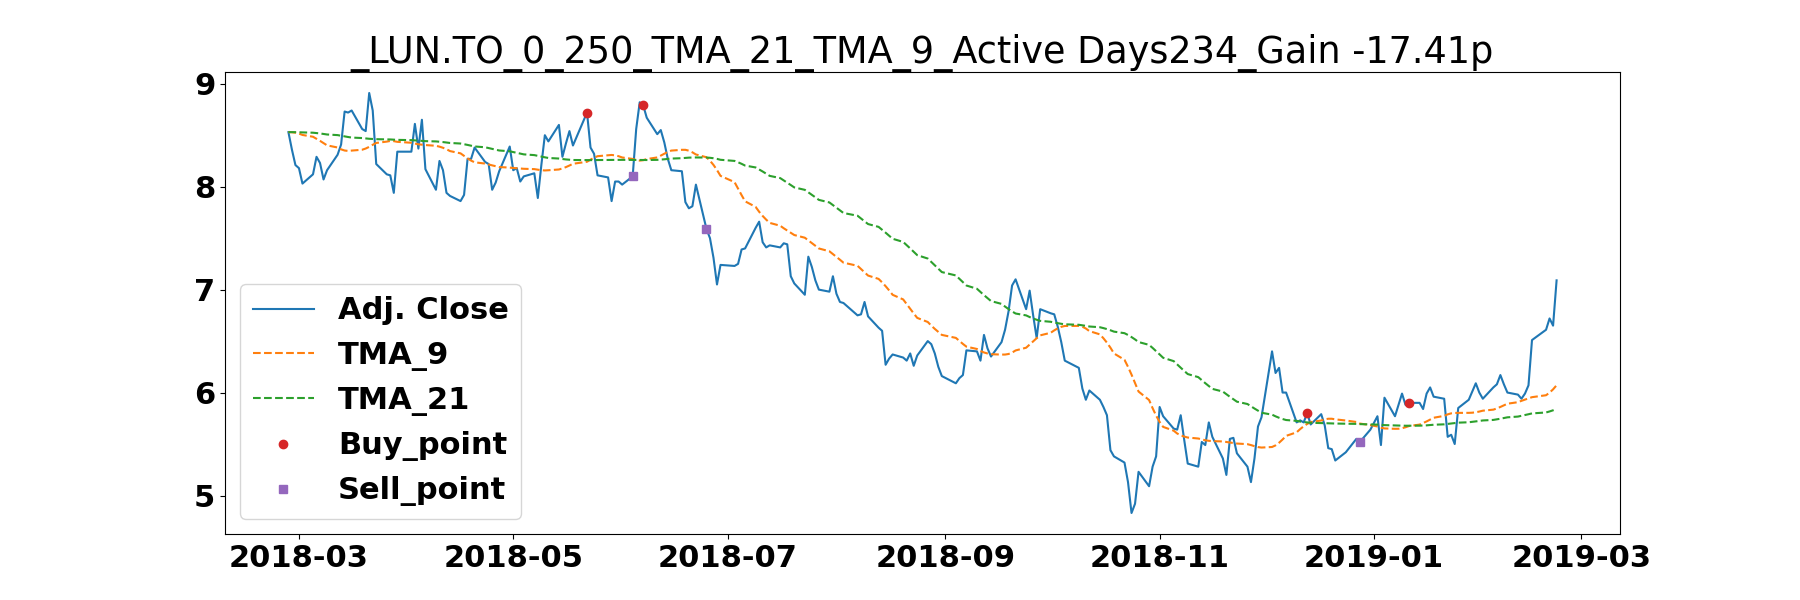 _LUN.TO_0_250_TMA_21_TMA_9_Active Days234_Gain -17.41p
9
8
7
6
5
Adj. Close
TMA_9
TMA_21
Buy_point
Sell_point
2018-03 2018-05 2018-07 2018-09 2018-11 2019-01 2019-03